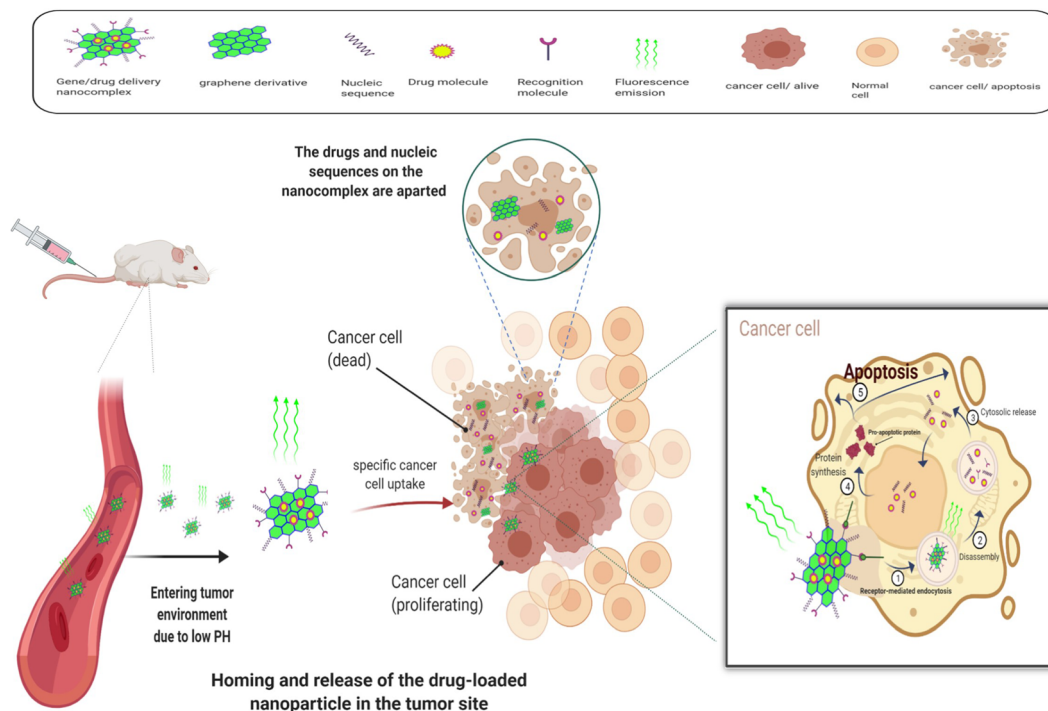 Gene/drug delivery
nanocomplex
graphene derivative
Nucleic
sequence
Drug molecule
Recognition
molecule
Fluorescence
emission
cancer cell/ alive
Normal
cell
cancer cell/ apoptosis
The drugs and nucleic
sequences on the
nanocomplex are aparted
Cancer cell
(dead)
specific cancer
cell uptake
Cancer cell
(proliferating)
Entering tumor
environment
due to low PH
Homing and release of the drug-loaded
nanoparticle in the tumor site
Cancer cell
Apoptosis
5
3
Cytosolic release
Pro-apoptotic protein
Protein
synthesis
4
2
Disassembly
1
Receptor-mediated endocytosis